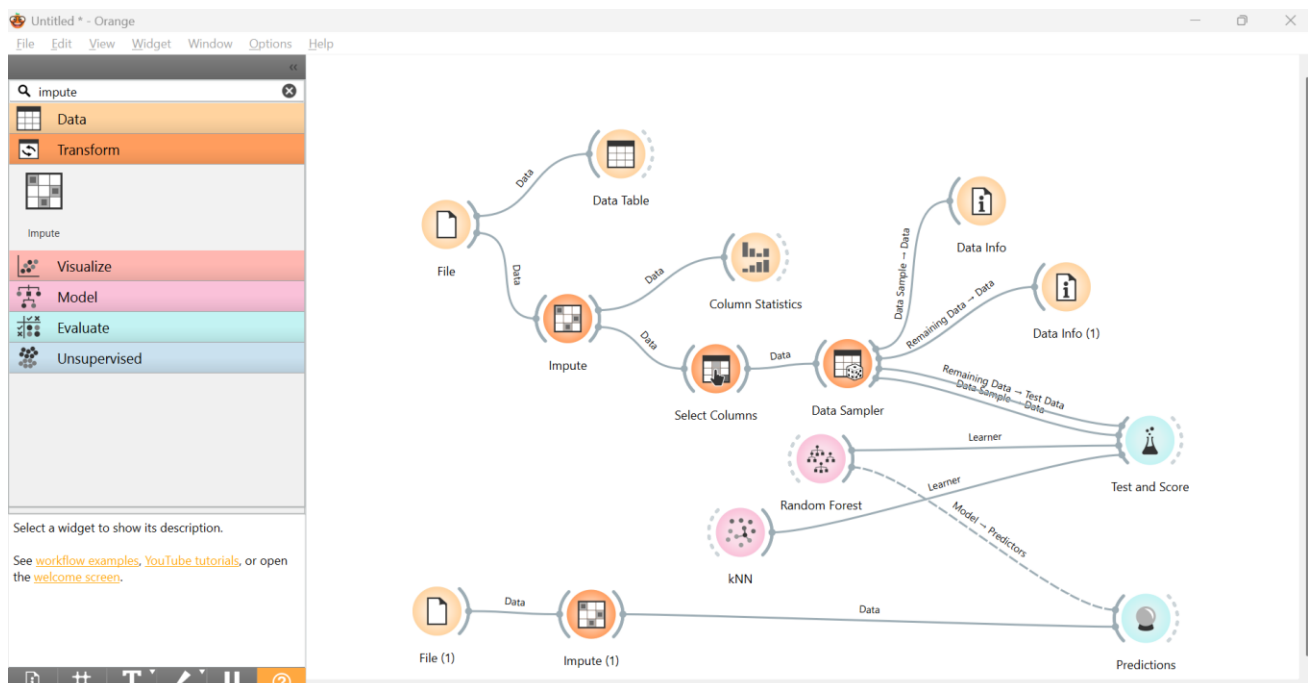 Untitled * - Orange
File Edit View Widget Window Options Help
impute
Data
Transform
Impute
Visualize
Model
Evaluate
Unsupervised
Select a widget to show its description.
See workflow examples, YouTube tutorials, or open
the welcome screen.
Data
Data Table
File
Data
Data
Column Statistics
Impute
Data
Select Columns
Data
Data Sampler
Data Sample → Data
Data Info
Remaining Data → Data
Data Info (1)
Remaining Data → Test Data
Data Sample → Data
Learner
Test and Score
Random Forest
Learner
Model → Predictors
kNN
File (1)
Data
Impute (1)
Data
Predictions